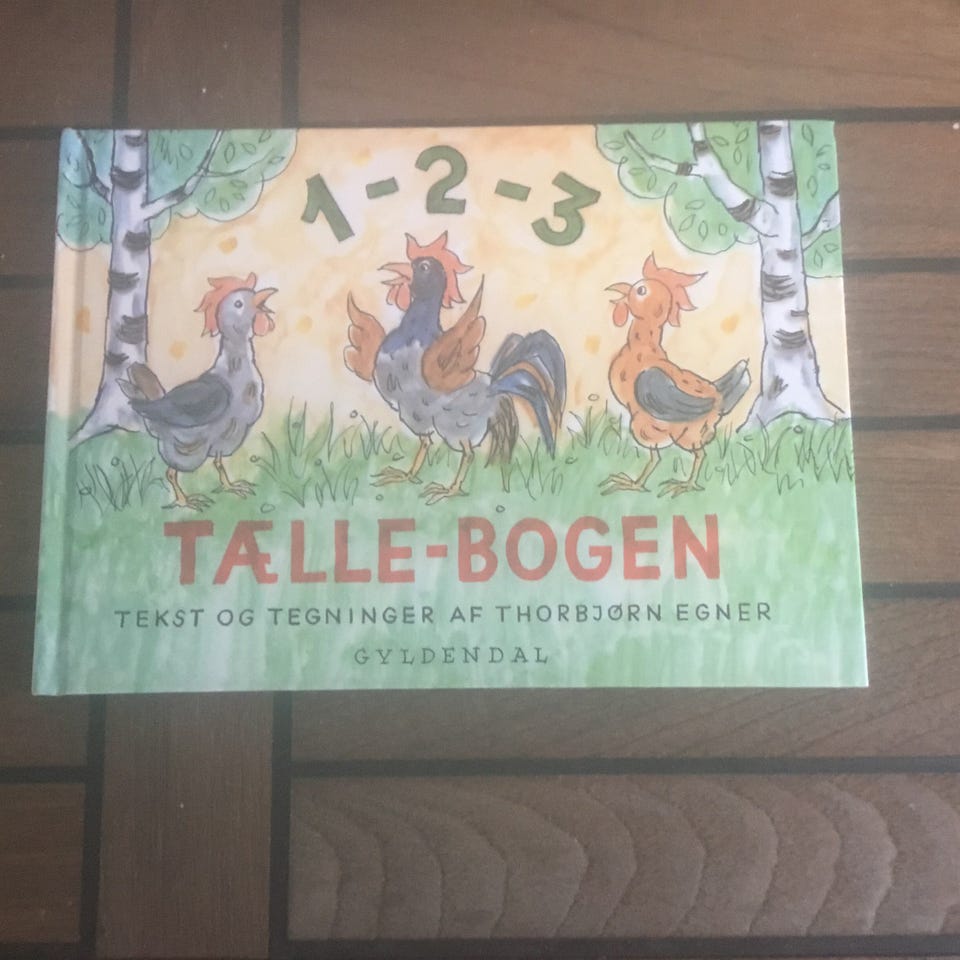 1-2-3
TÆLLE-BOGEN
TEKST OG TEGNINGER AF THORBJØRN EGNER
GYLDENDAL